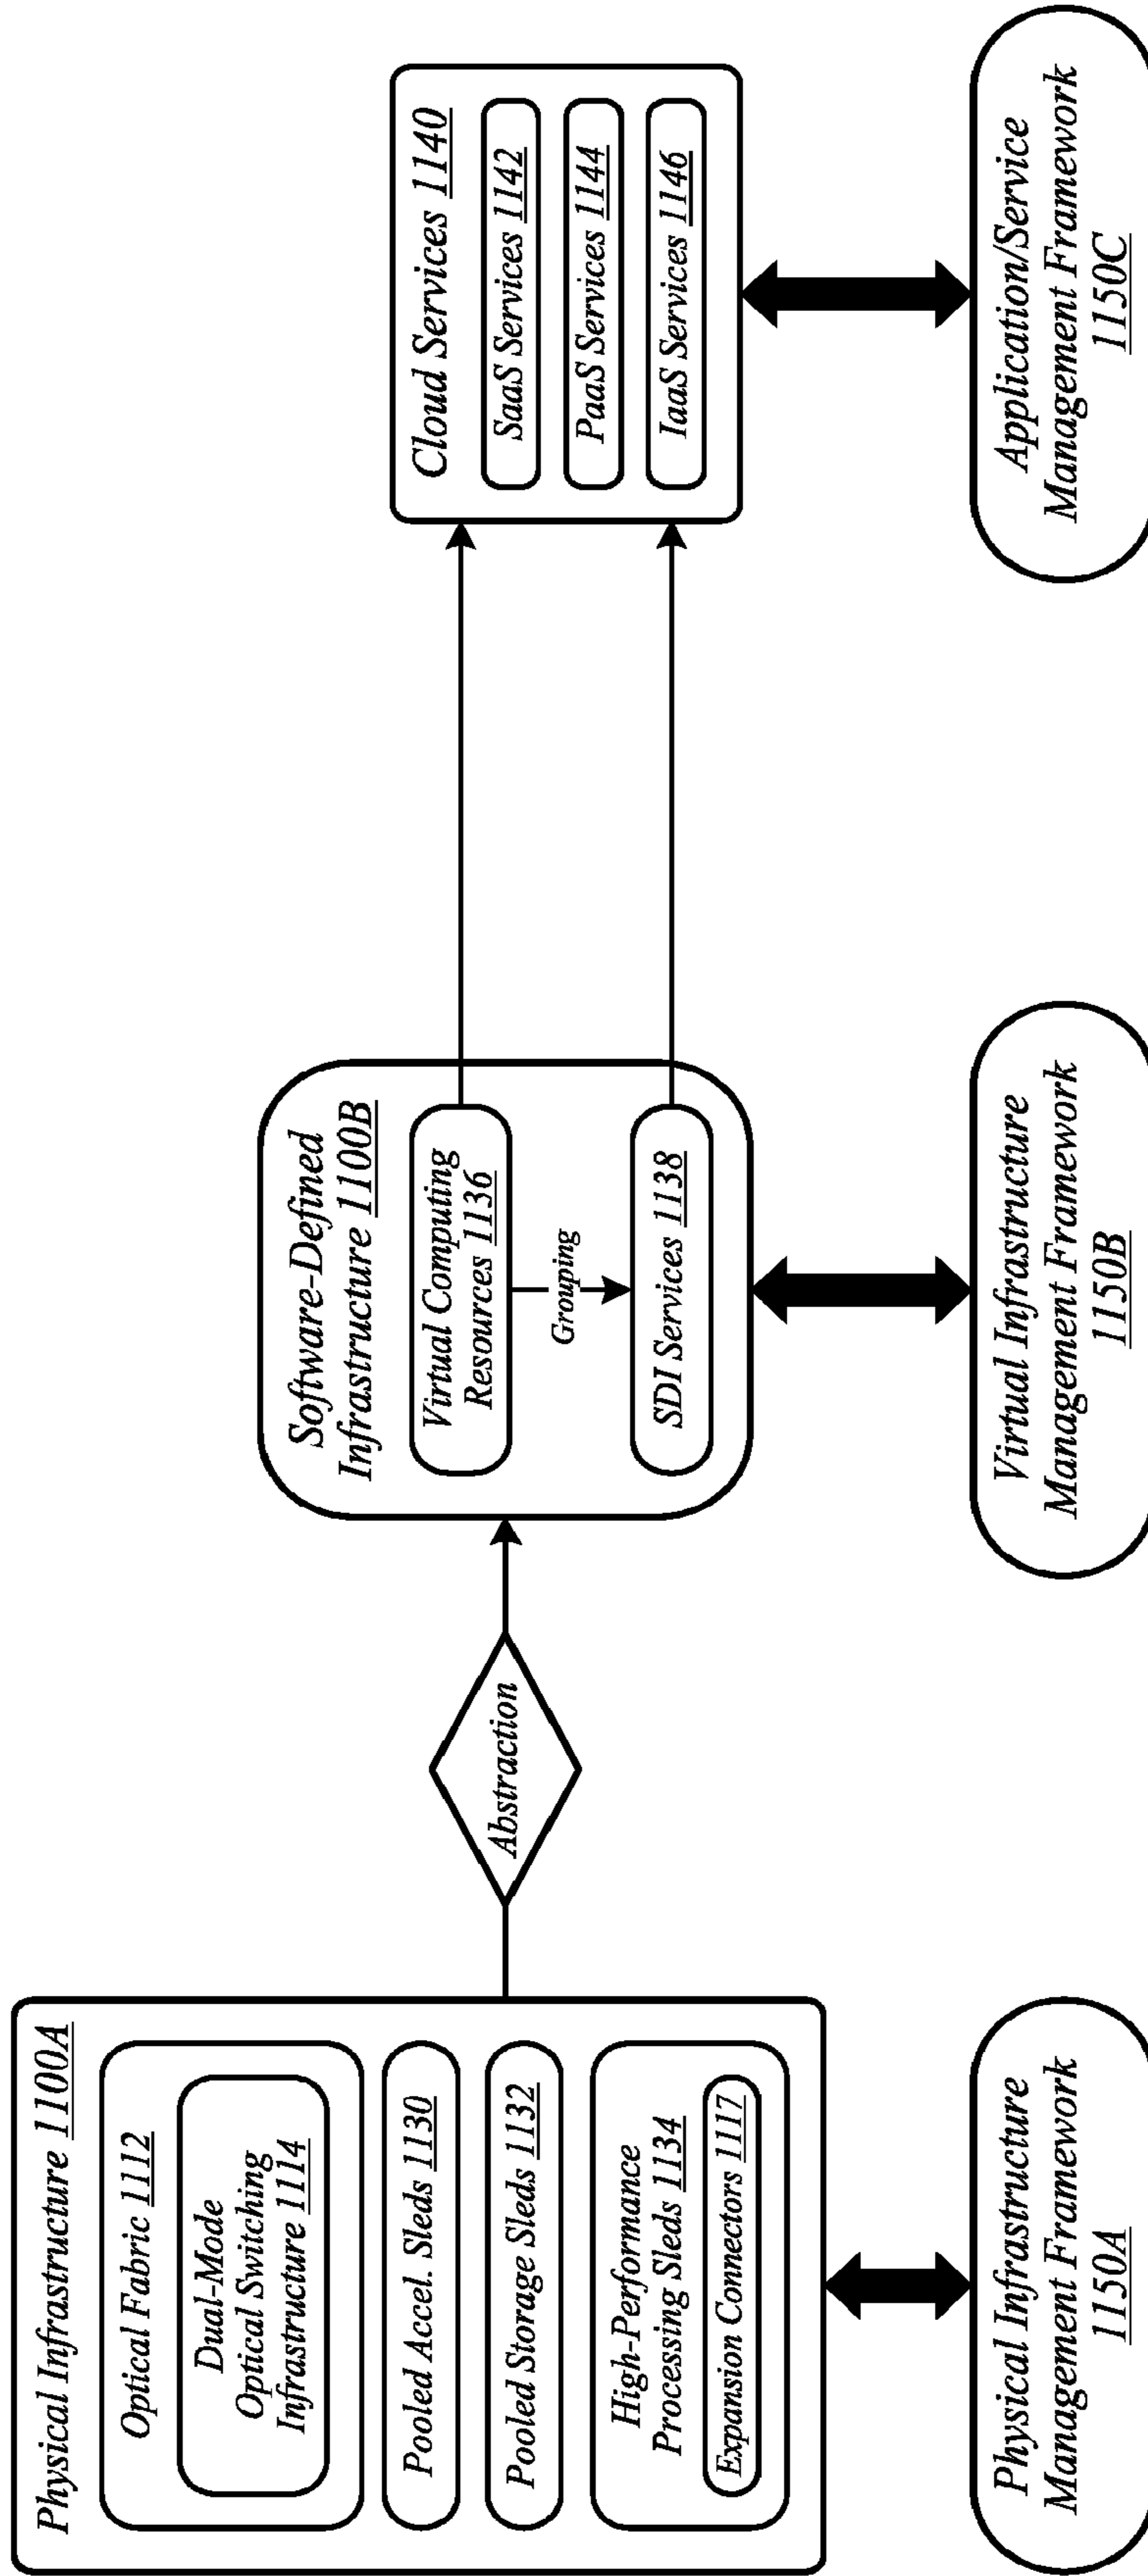 Physical Infrastructure 1100A
Optical Fabric 1112
Dual-Mode
Optical Switching
Infrastructure 1114
Pooled Accel. Sleds 1130
Pooled Storage Sleds 1132
High-Performance
Processing Sleds 1134
Expansion Connectors 1117
Abstraction
Software-Defined
Infrastructure 1100B
Virtual Computing
Resources 1136
Grouping
SDI Services 1138
Cloud Services 1140
SaaS Services 1142
PaaS Services 1144
IaaS Services 1146
Physical Infrastructure
Management Framework
1150A
Virtual Infrastructure
Management Framework
1150B
Application/Service
Management Framework
1150C